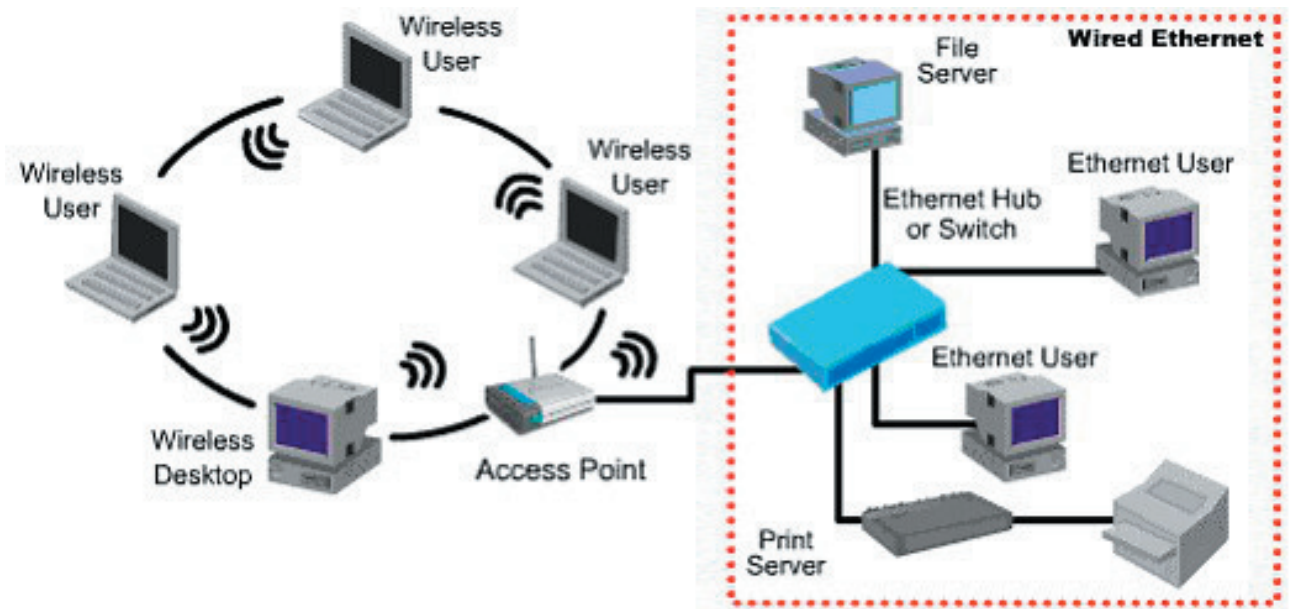 Wireless
User
Wireless
User
Wireless
User
Wireless
Desktop
Access Point
Wired Ethernet
File
Server
Ethernet User
Ethernet Hub
or Switch
Ethernet User
Print
Server